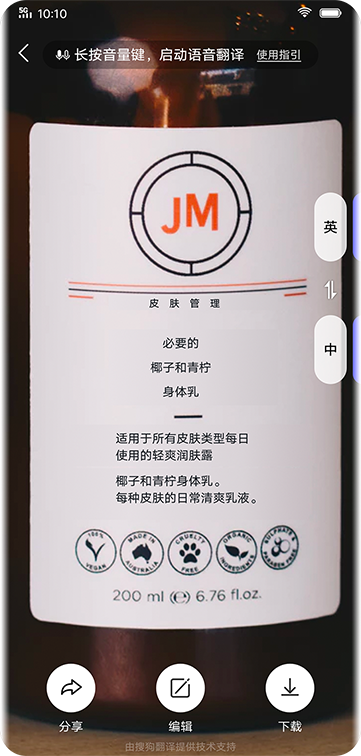 5G 10:10
长按音量键，启动语音翻译 使用指引
JM
英
皮肤管理
中
必要的
椰子和青柠
身体乳
适用于所有皮肤类型每日
使用的轻爽润肤露
椰子和青柠身体乳。
每种皮肤的日常清爽乳液。
100% VEGAN
MADE IN AUSTRALIA
CRUELTY FREE
ORGANIC INGREDIENTS
SULPHATE & PARABEN FREE
200 ml ℮ 6.76 fl.oz.
分享
编辑
下载
由搜狗翻译提供技术支持